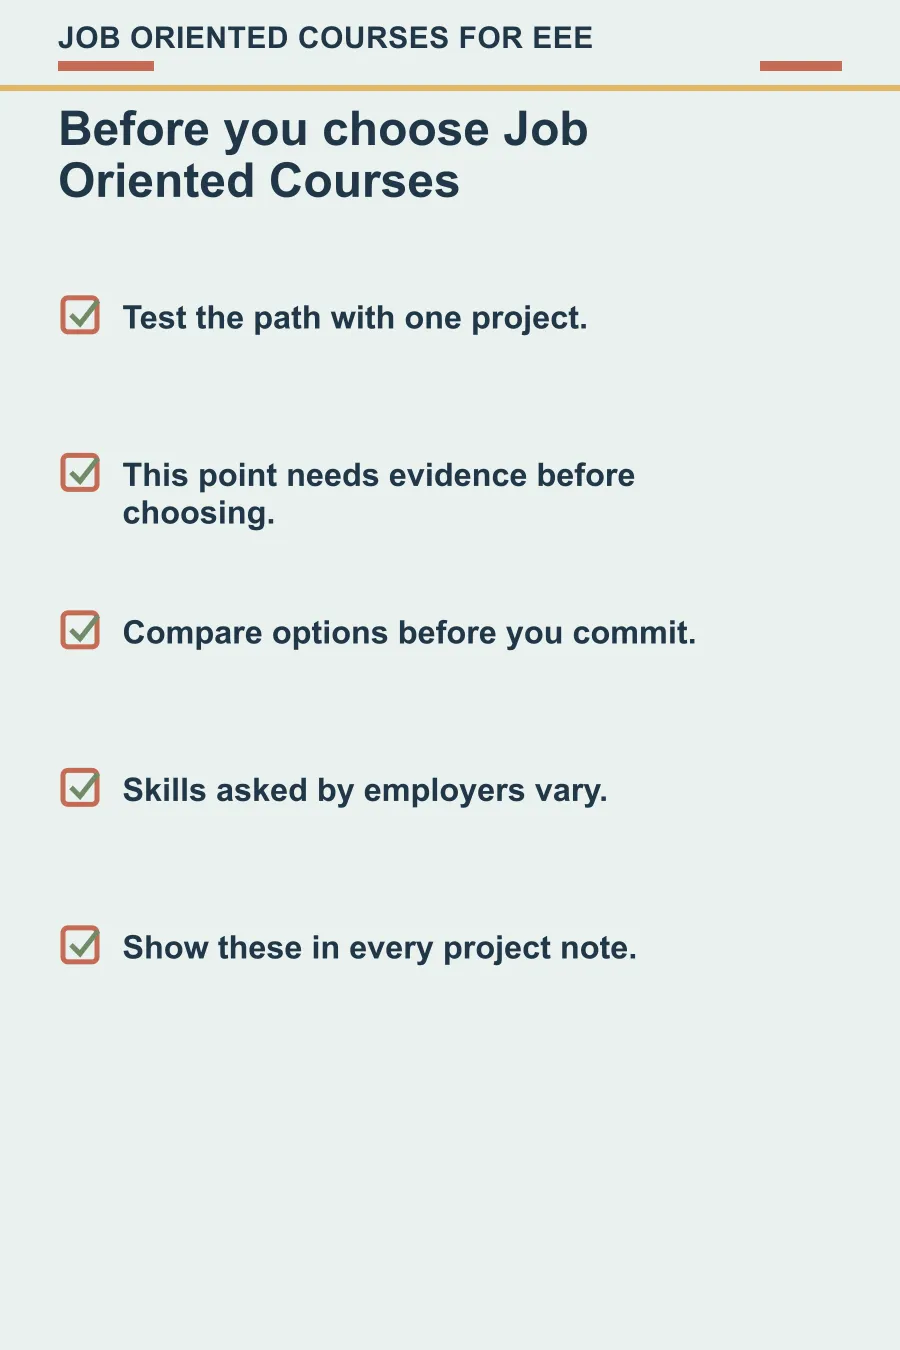 JOB ORIENTED COURSES FOR EEE
Before you choose Job
Oriented Courses
Test the path with one project.
This point needs evidence before
choosing.
Compare options before you commit.
Skills asked by employers vary.
Show these in every project note.